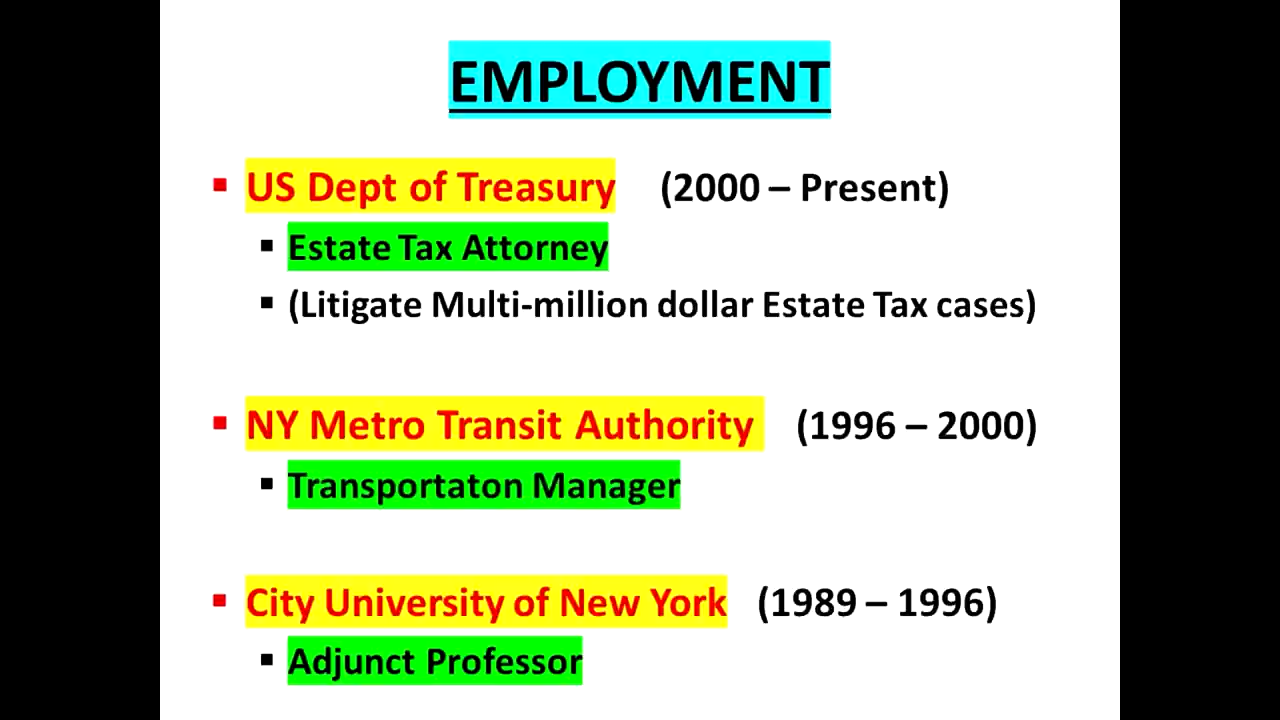 EMPLOYMENT
▪ US Dept of Treasury (2000 – Present)
▪ Estate Tax Attorney
▪ (Litigate Multi-million dollar Estate Tax cases)
▪ NY Metro Transit Authority (1996 – 2000)
▪ Transportaton Manager
▪ City University of New York (1989 – 1996)
▪ Adjunct Professor